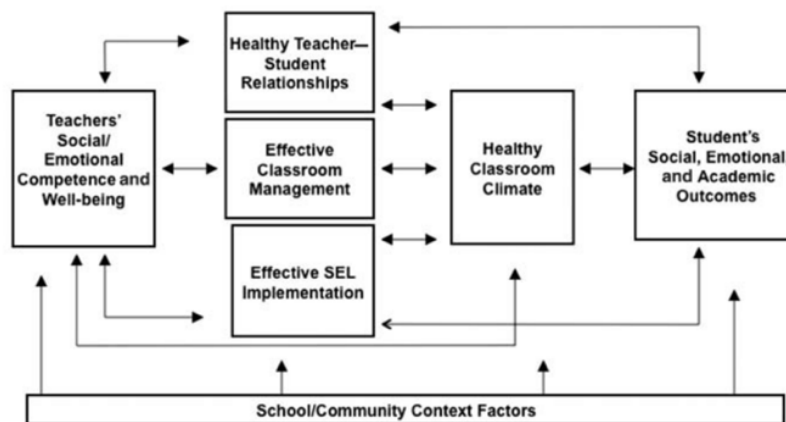 Healthy Teacher—
Student
Relationships
Teachers'
Social/
Emotional
Competence and
Well-being
Effective
Classroom
Management
Healthy
Classroom
Climate
Student's
Social, Emotional,
and Academic
Outcomes
Effective SEL
Implementation
School/Community Context Factors